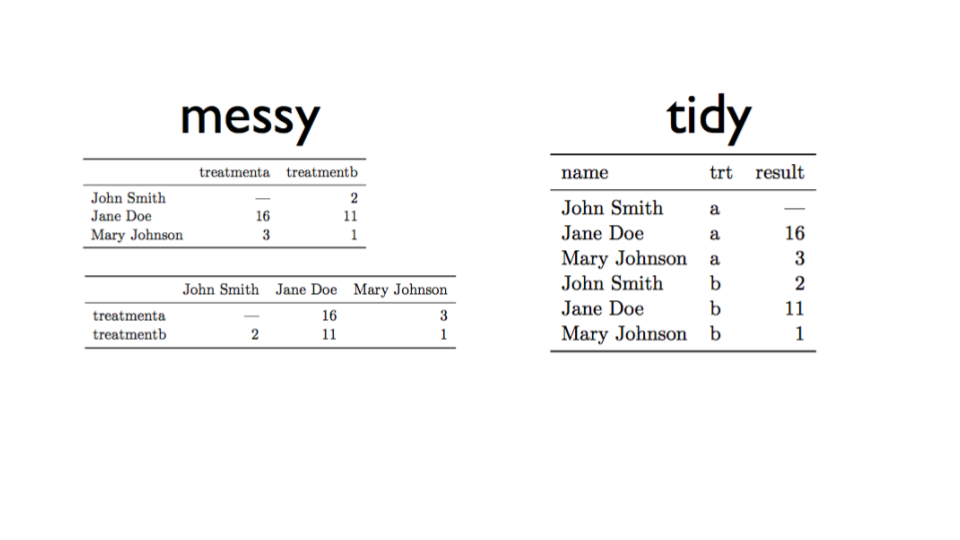 messy
treatmenta treatmentb
John Smith — 2
Jane Doe 16 11
Mary Johnson 3 1
John Smith Jane Doe Mary Johnson
treatmenta — 16 3
treatmentb 2 11 1
tidy
name trt result
John Smith a —
Jane Doe a 16
Mary Johnson a 3
John Smith b 2
Jane Doe b 11
Mary Johnson b 1